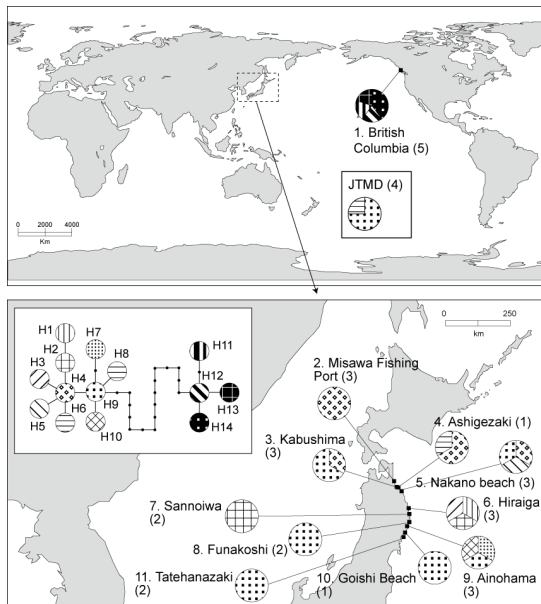 1. British
Columbia (5)
JTMD (4)
0 2000 4000
Km
0 250
km
H1
H2
H3
H4
H5
H6
H7
H8
H9
H10
H11
H12
H13
H14
2. Misawa Fishing
Port (3)
3. Kabushima
(3)
4. Ashigezaki (1)
5. Nakano beach (3)
6. Hiraiga
(3)
7. Sannoiwa
(2)
8. Funakoshi (2)
9. Ainohama
(3)
10. Goishi Beach
(1)
11. Tatehanazaki
(2)